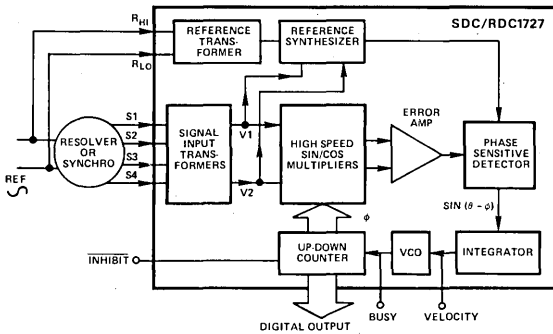 SDC/RDC1727
RHI
RLO
REFERENCE
TRANS-
FORMER
REFERENCE
SYNTHESIZER
S1
S2
S3
S4
RESOLVER
OR
SYNCHRO
REF
SIGNAL
INPUT
TRANS-
FORMERS
V1
V2
HIGH SPEED
SIN/COS
MULTIPLIERS
ERROR
AMP
PHASE
SENSITIVE
DETECTOR
SIN (θ - φ)
φ
INHIBIT
UP-DOWN
COUNTER
VCO
INTEGRATOR
BUSY
VELOCITY
DIGITAL OUTPUT